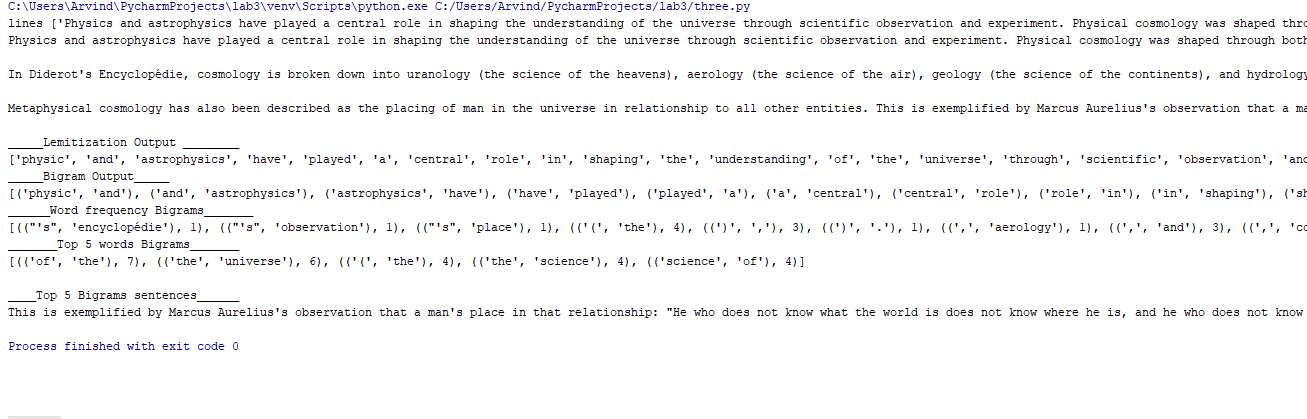 C:\Users\Arvind\PycharmProjects\lab3\venv\Scripts\python.exe C:/Users/Arvind/PycharmProjects/lab3/three.py
lines ['Physics and astrophysics have played a central role in shaping the understanding of the universe through scientific observation and experiment. Physical cosmology was shaped thro
Physics and astrophysics have played a central role in shaping the understanding of the universe through scientific observation and experiment. Physical cosmology was shaped through both
In Diderot's Encyclopédie, cosmology is broken down into uranology (the science of the heavens), aerology (the science of the air), geology (the science of the continents), and hydrology
Metaphysical cosmology has also been described as the placing of man in the universe in relationship to all other entities. This is exemplified by Marcus Aurelius's observation that a ma
_____Lemitization Output ________
['physic', 'and', 'astrophysics', 'have', 'played', 'a', 'central', 'role', 'in', 'shaping', 'the', 'understanding', 'of', 'the', 'universe', 'through', 'scientific', 'observation', 'and
_____Bigram Output_____
[('physic', 'and'), ('and', 'astrophysics'), ('astrophysics', 'have'), ('have', 'played'), ('played', 'a'), ('a', 'central'), ('central', 'role'), ('role', 'in'), ('in', 'shaping'), ('sh
______Word frequency Bigrams_______
[(("'s", 'encyclopédie'), 1), (("'s", 'observation'), 1), (("'s", 'place'), 1), (('(', 'the'), 4), ((')', ','), 3), ((')', '.'), 1), ((',', 'aerology'), 1), ((',', 'and'), 3), ((',', 'co
_______Top 5 words Bigrams_______
[(('of', 'the'), 7), (('the', 'universe'), 6), (('(', 'the'), 4), (('the', 'science'), 4), (('science', 'of'), 4)]
____Top 5 Bigrams sentences______
This is exemplified by Marcus Aurelius's observation that a man's place in that relationship: "He who does not know what the world is does not know where he is, and he who does not know
Process finished with exit code 0